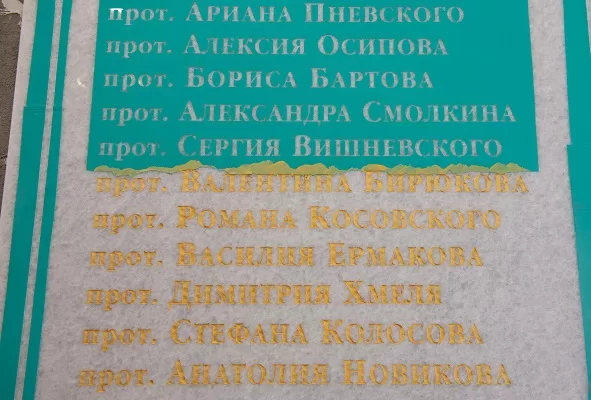 прот. Ариана Пневского
прот. Алексия Осипова
прот. Бориса Бартова
прот. Александра Смолкина
прот. Сергия Вишневского
прот. Валентина Бирюкова
прот. Романа Косовского
прот. Василия Ермакова
прот. Димитрия Хмеля
прот. Стефана Колосова
прот. Анатолия Новикова